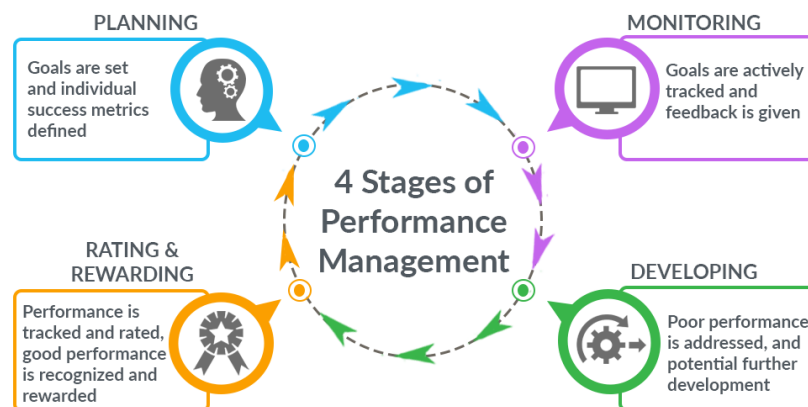 PLANNING
Goals are set
and individual
success metrics
defined
MONITORING
Goals are actively
tracked and
feedback is given
4 Stages of
Performance
Management
RATING &
REWARDING
Performance is
tracked and rated,
good performance
is recognized and
rewarded
DEVELOPING
Poor performance
is addressed, and
potential further
development